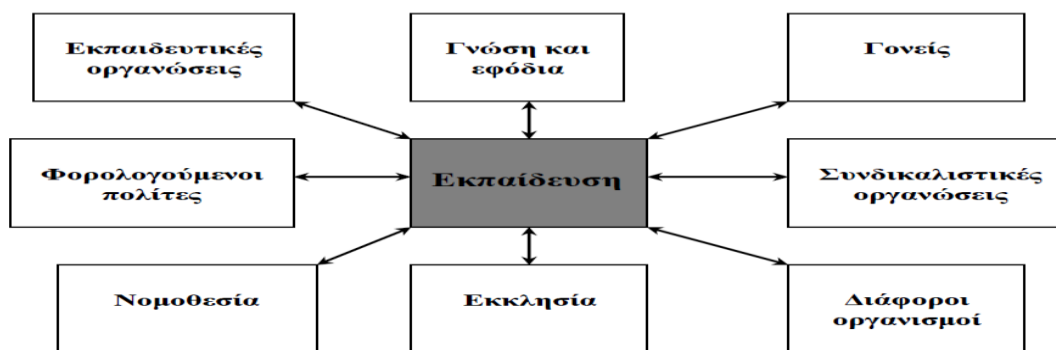 Εκπαιδευτικές
οργανώσεις
Γνώση και
εφόδια
Γονείς
Φορολογούμενοι
πολίτες
Εκπαίδευση
Συνδικαλιστικές
οργανώσεις
Νομοθεσία
Εκκλησία
Διάφοροι
οργανισμοί